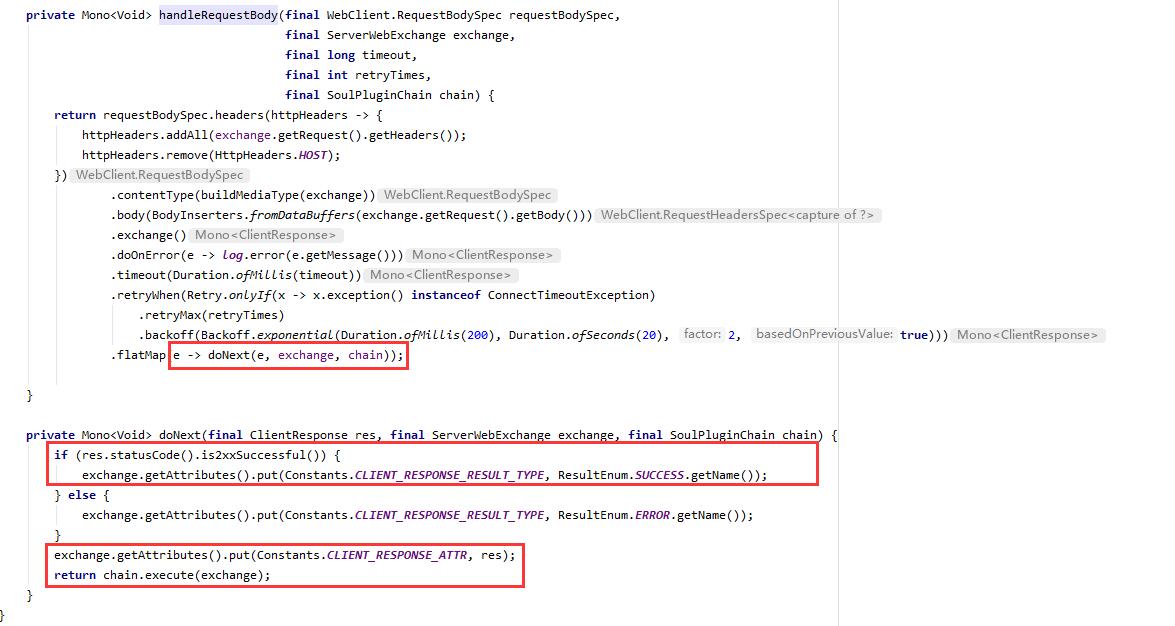 private Mono<Void> handleRequestBody(final WebClient.RequestBodySpec requestBodySpec,
final ServerWebExchange exchange,
final long timeout,
final int retryTimes,
final SoulPluginChain chain) {
return requestBodySpec.headers(httpHeaders -> {
httpHeaders.addAll(exchange.getRequest().getHeaders());
httpHeaders.remove(HttpHeaders.HOST);
}) WebClient.RequestBodySpec
.contentType(buildMediaType(exchange)) WebClient.RequestBodySpec
.body(BodyInserters.fromDataBuffers(exchange.getRequest().getBody())) WebClient.RequestHeadersSpec<capture of ?>
.exchange() Mono<ClientResponse>
.doOnError(e -> log.error(e.getMessage())) Mono<ClientResponse>
.timeout(Duration.ofMillis(timeout)) Mono<ClientResponse>
.retryWhen(Retry.onlyIf(x -> x.exception() instanceof ConnectTimeoutException)
.retryMax(retryTimes)
.backoff(Backoff.exponential(Duration.ofMillis(200), Duration.ofSeconds(20), factor: 2, basedOnPreviousValue: true))) Mono<ClientResponse>
.flatMap(e -> doNext(e, exchange, chain));
}
private Mono<Void> doNext(final ClientResponse res, final ServerWebExchange exchange, final SoulPluginChain chain) {
if (res.statusCode().is2xxSuccessful()) {
exchange.getAttributes().put(Constants.CLIENT_RESPONSE_RESULT_TYPE, ResultEnum.SUCCESS.getName());
} else {
exchange.getAttributes().put(Constants.CLIENT_RESPONSE_RESULT_TYPE, ResultEnum.ERROR.getName());
}
exchange.getAttributes().put(Constants.CLIENT_RESPONSE_ATTR, res);
return chain.execute(exchange);
}
}